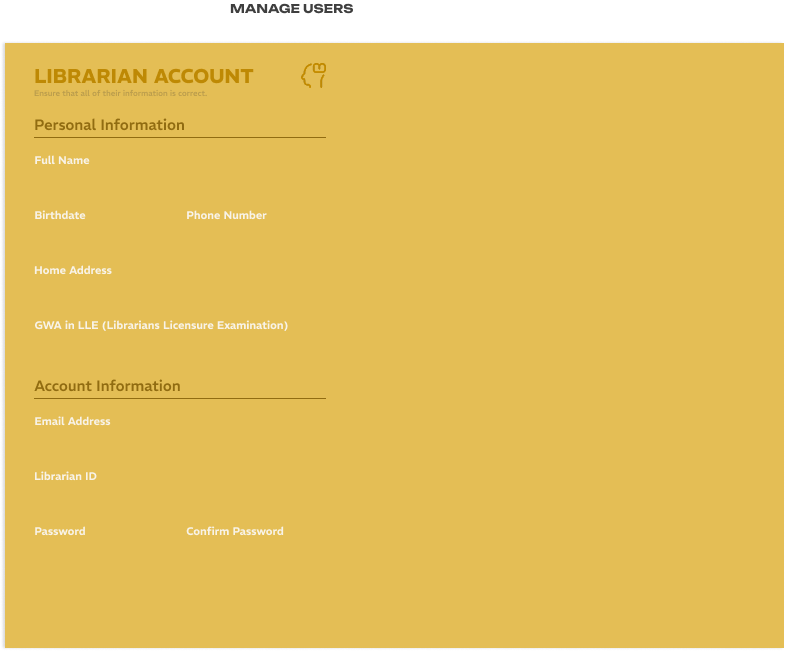 MANAGE USERS
LIBRARIAN ACCOUNT
Ensure that all of their information is correct.
Personal Information
Full Name
Birthdate
Phone Number
Home Address
GWA in LLE (Librarians Licensure Examination)
Account Information
Email Address
Librarian ID
Password
Confirm Password